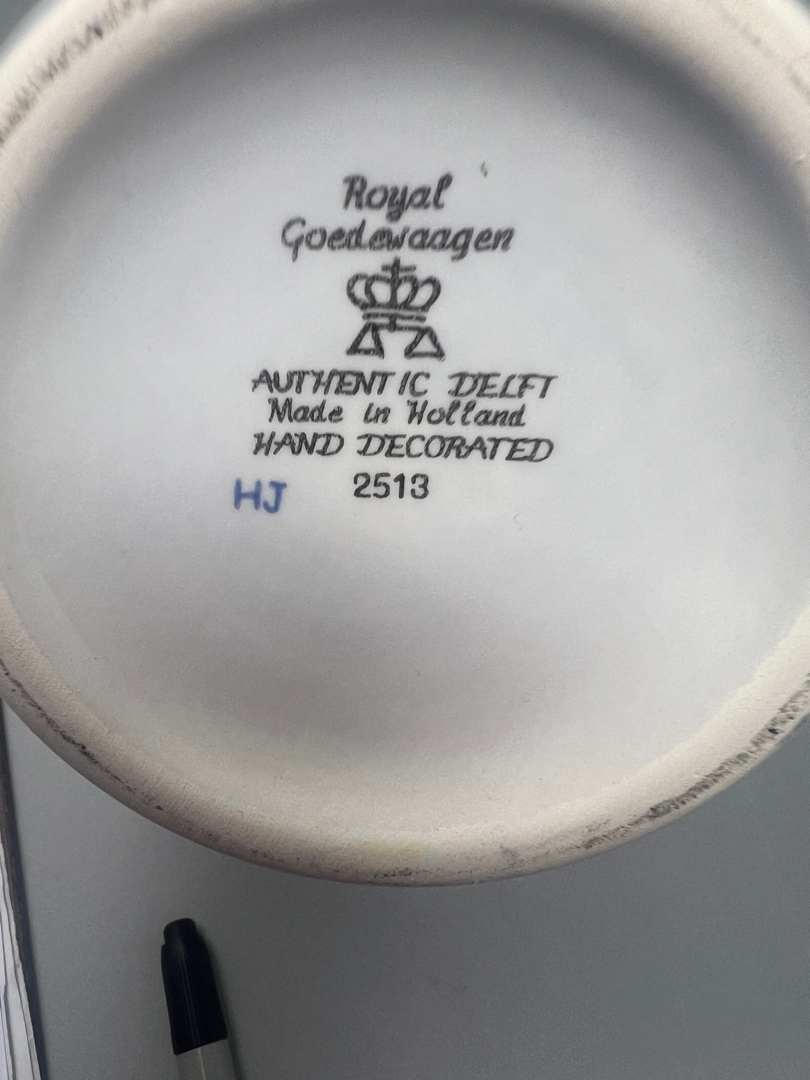 Royal
Goedewaagen
AUTHENTIC DELFT
Made in Holland
HAND DECORATED
HJ 2513